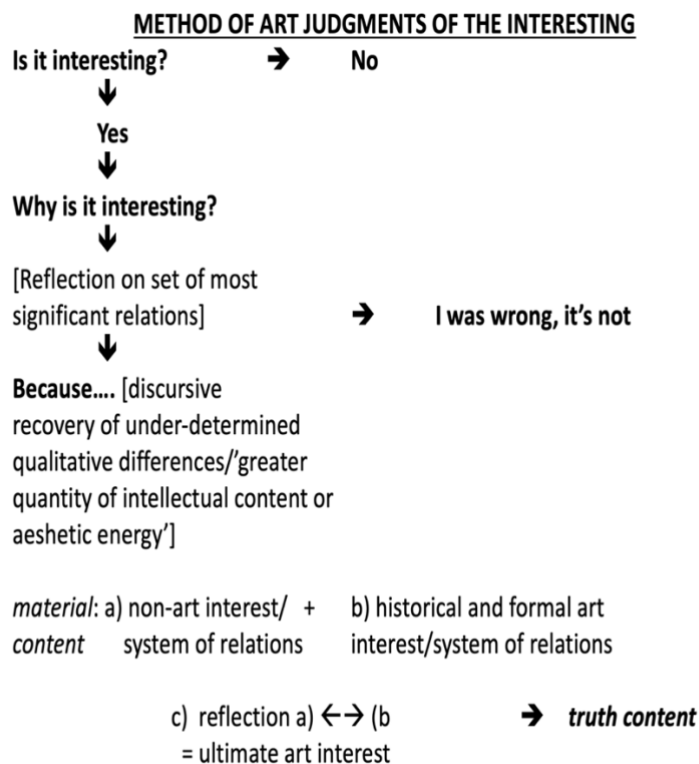 METHOD OF ART JUDGMENTS OF THE INTERESTING
Is it interesting? ➔ No
↓
Yes
↓
Why is it interesting?
↓
[Reflection on set of most
significant relations] ➔ I was wrong, it’s not
↓
Because…. [discursive
recovery of under-determined
qualitative differences/‘greater
quantity of intellectual content or
aeshetic energy’]
material: a) non-art interest/ + b) historical and formal art
content system of relations interest/system of relations
c) reflection a) ←→ (b ➔ truth content
= ultimate art interest